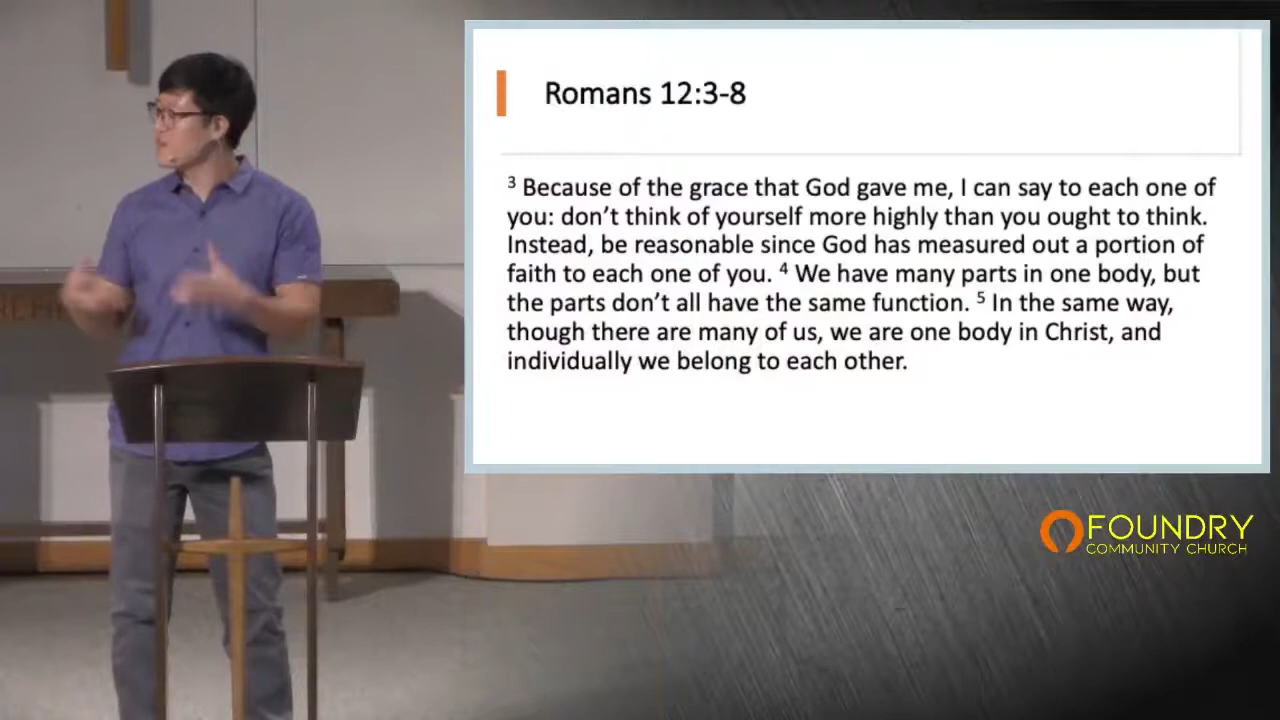 Romans 12:3-8
3 Because of the grace that God gave me, I can say to each one of
you: don’t think of yourself more highly than you ought to think.
Instead, be reasonable since God has measured out a portion of
faith to each one of you. 4 We have many parts in one body, but
the parts don’t all have the same function. 5 In the same way,
though there are many of us, we are one body in Christ, and
individually we belong to each other.
FOUNDRY
COMMUNITY CHURCH